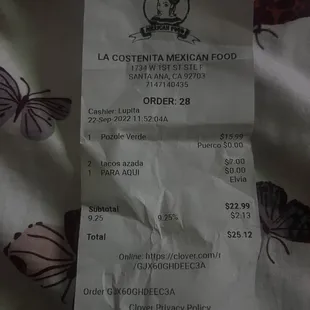 MEXICAN FOOD
LA COSTENITA MEXICAN FOOD
1734 W 1ST ST STE F
SANTA ANA, CA 92703
7147140435
ORDER: 28
Cashier: Lupita
22-Sep-2022 11:52:04A
1 Pozole Verde $15.99
Puerco $0.00
2 tacos azada $7.00
1 PARA AQUI $0.00
Elvia
Subtotal $22.99
9.25 9.25% $2.13
Total $25.12
Online: https://clover.com/r
/GJX60GHDEEC3A
Order GJX60GHDEEC3A
Clover Privacy Policy